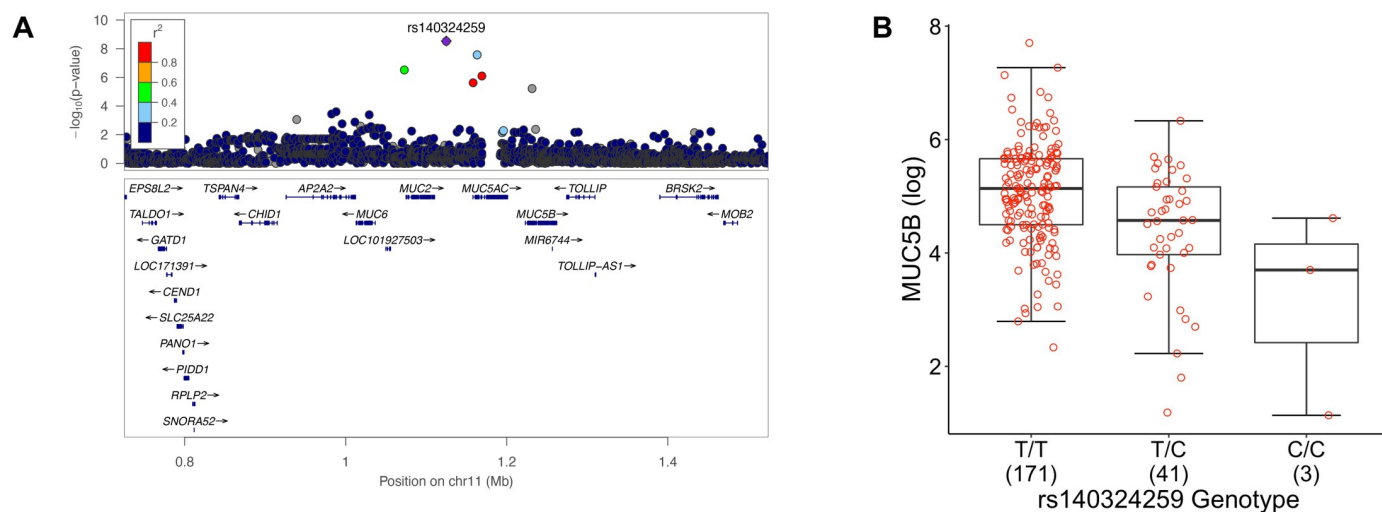 A
B
rs140324259
r²
0.8
0.6
0.4
0.2
10
8
6
4
2
0
−log₁₀(p−value)
EPS8L2→ TSPAN4→ AP2A2→ MUC2→ MUC5AC→ →TOLLIP BRSK2→
TALDO1→ ←CHID1 ←MUC6 MUC5B→ ←MOB2
←GATD1 LOC101927503→ MIR6744→
LOC171391→ TOLLIP−AS1→
←CEND1
←SLC25A22
PANO1→
←PIDD1
RPLP2→
SNORA52→
0.8 1 1.2 1.4
Position on chr11 (Mb)
8
6
4
2
MUC5B (log)
T/T T/C C/C
(171) (41) (3)
rs140324259 Genotype